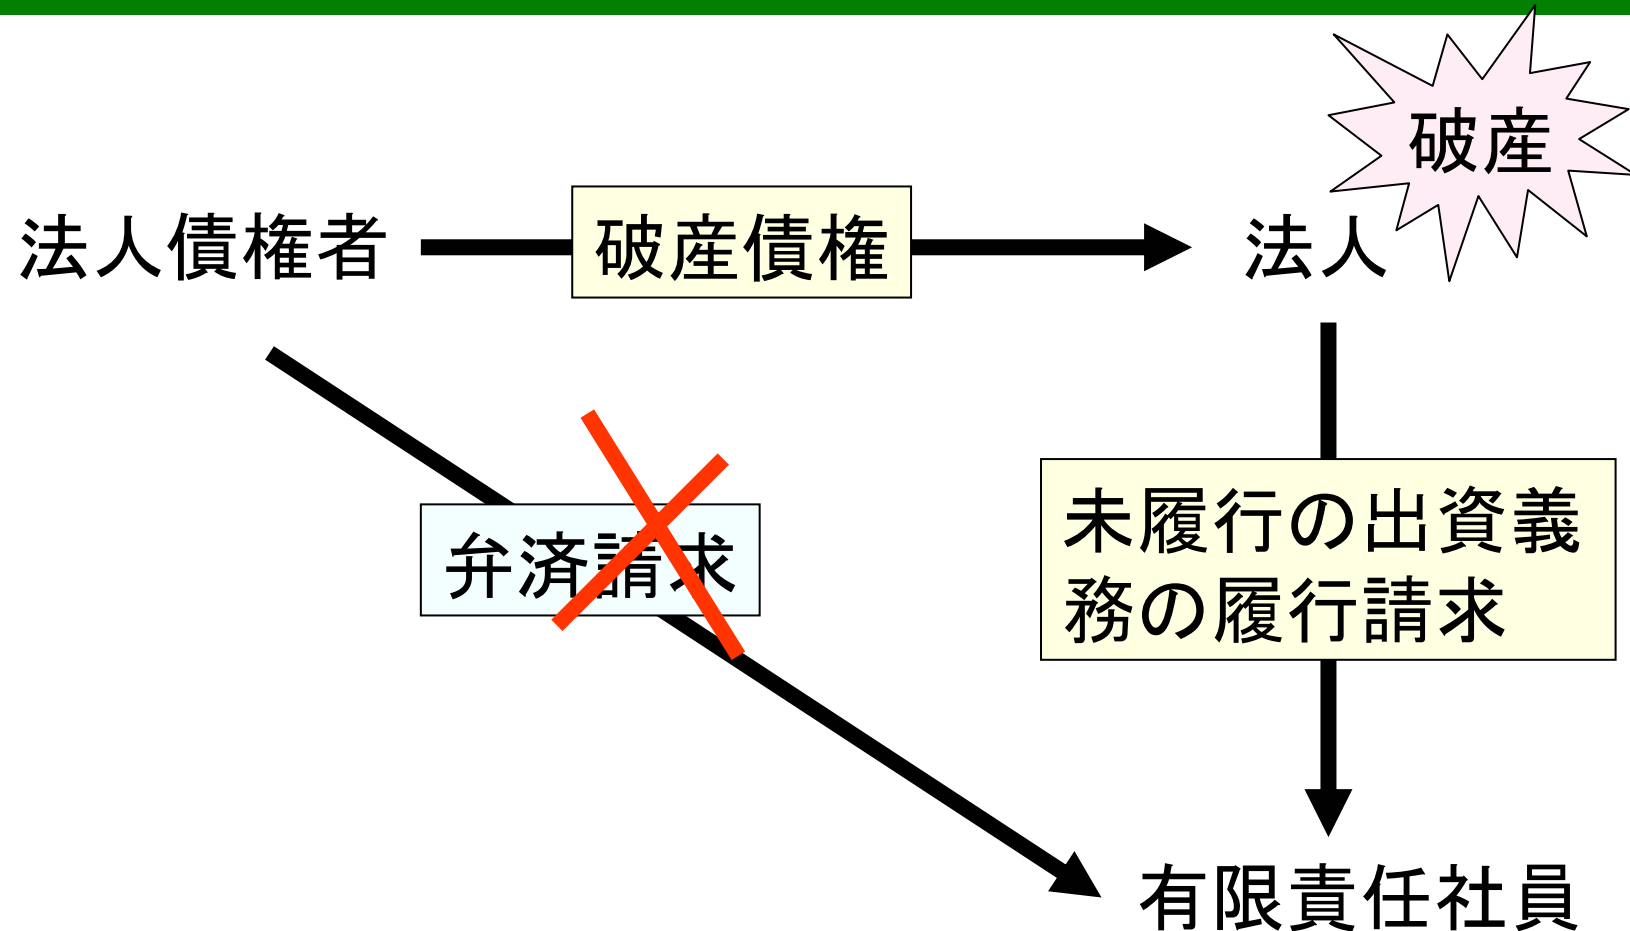 破産
法人債権者
破産債権
法人
弁済請求
未履行の出資義
務の履行請求
有限責任社員